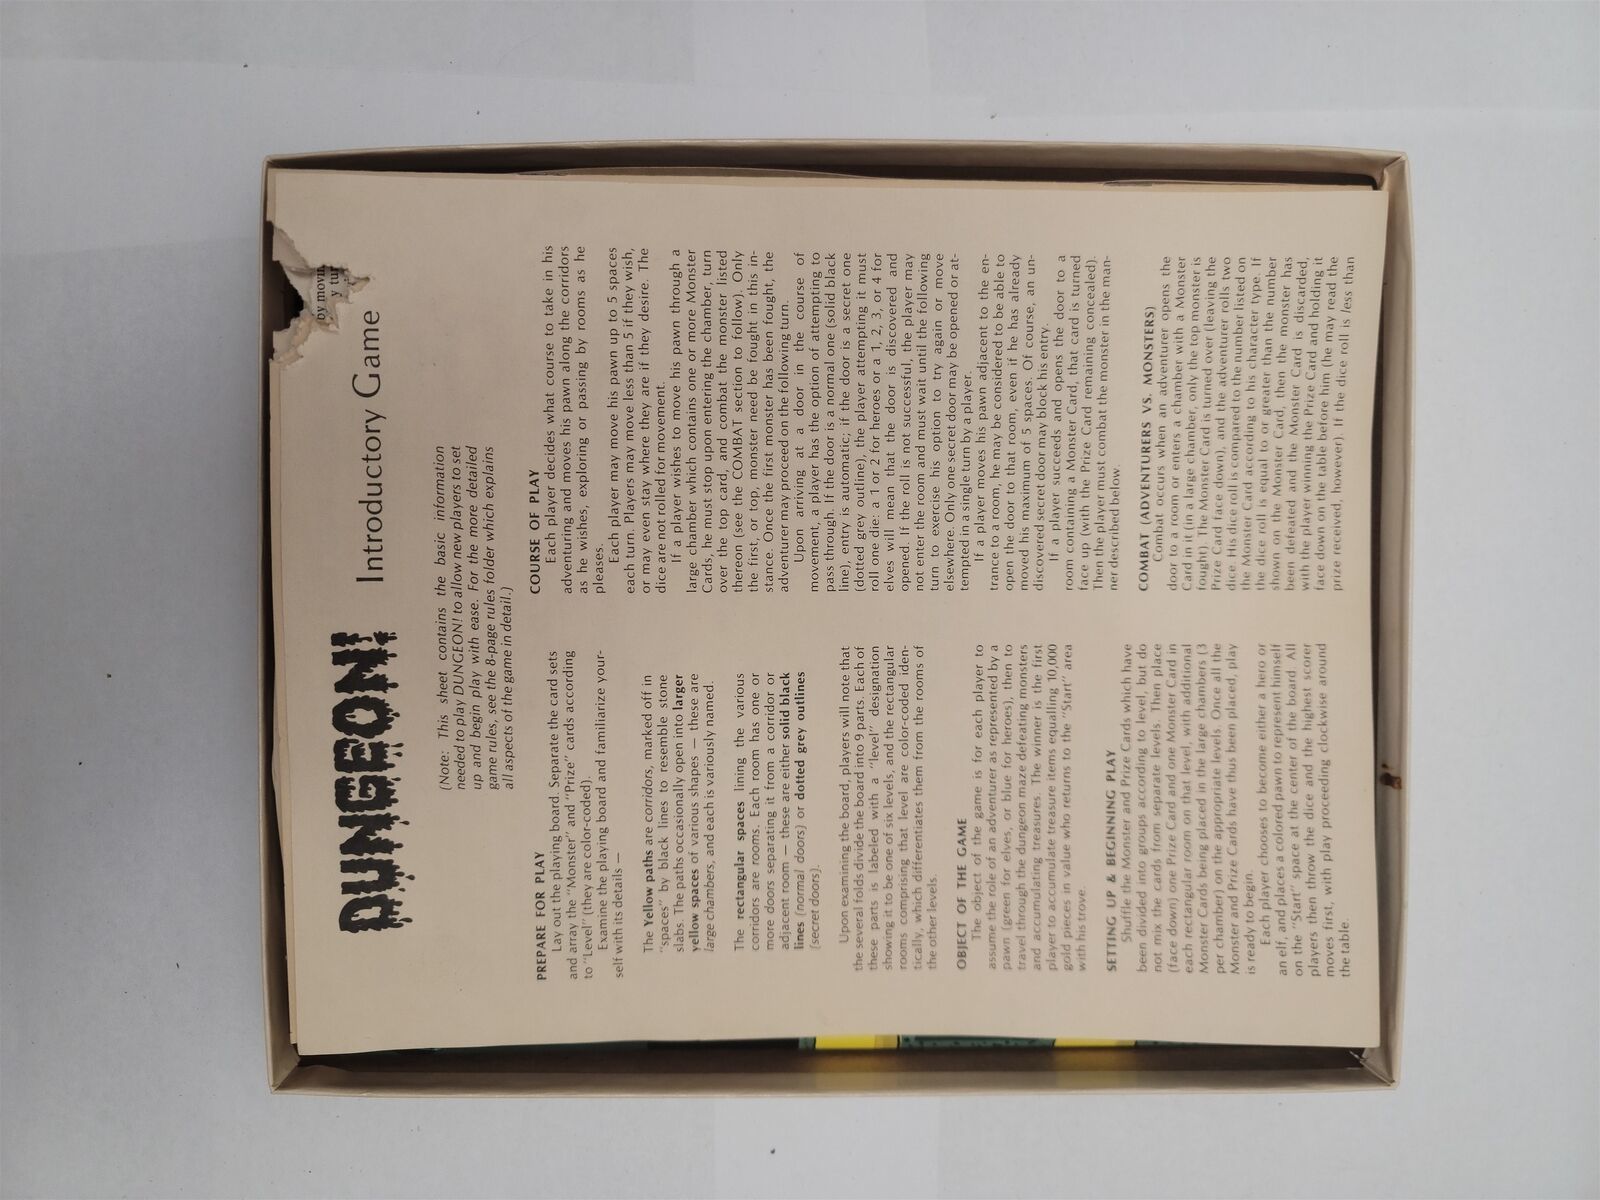 DUNGEON! Introductory Game
(Note: This sheet contains the basic information
needed to play DUNGEON! to allow new players to set
up and begin play with ease. For the more detailed
game rules, see the 8-page rules folder which explains
all aspects of the game in detail.)
PREPARE FOR PLAY
Lay out the playing board. Separate the card sets
and array the "Monster" and "Prize" cards according
to "Level" (they are color-coded).
Examine the playing board and familiarize your-
self with its details —
The Yellow paths are corridors, marked off in
"spaces" by black lines to resemble stone
slabs. The paths occasionally open into larger
yellow spaces of various shapes — these are
large chambers, and each is variously named.
The rectangular spaces lining the various
corridors are rooms. Each room has one or
more doors separating it from a corridor or
adjacent room — these are either solid black
lines (normal doors) or dotted grey outlines
(secret doors).
Upon examining the board, players will note that
the several folds divide the board into 9 parts. Each of
these parts is labeled with a "level" designation
showing it to be one of six levels, and the rectangular
rooms comprising that level are color-coded iden-
tically, which differentiates them from the rooms of
the other levels.
OBJECT OF THE GAME
The object of the game is for each player to
assume the role of an adventurer as represented by a
pawn (green for elves, or blue for heroes), then to
travel through the dungeon maze defeating monsters
and accumulating treasures. The winner is the first
player to accumulate treasure items equalling 10,000
gold pieces in value who returns to the "Start" area
with his trove.
SETTING UP & BEGINNING PLAY
Shuffle the Monster and Prize Cards which have
been divided into groups according to level, but do
not mix the cards from separate levels. Then place
(face down) one Prize Card and one Monster Card in
each rectangular room on that level, with additional
Monster Cards being placed in the large chambers (3
per chamber) on the appropriate levels. Once all the
Monster and Prize Cards have thus been placed, play
is ready to begin.
Each player chooses to become either a hero or
an elf, and places a colored pawn to represent himself
on the "Start" space at the center of the board. All
players then throw the dice and the highest scorer
moves first, with play proceeding clockwise around
the table.
COURSE OF PLAY
Each player decides what course to take in his
adventuring and moves his pawn along the corridors
as he wishes, exploring or passing by rooms as he
pleases.
Each player may move his pawn up to 5 spaces
each turn. Players may move less than 5 if they wish,
or may even stay where they are if they desire. The
dice are not rolled for movement.
If a player wishes to move his pawn through a
large chamber which contains one or more Monster
Cards, he must stop upon entering the chamber, turn
over the top card, and combat the monster listed
thereon (see the COMBAT section to follow). Only
the first, or top, monster need be fought in this in-
stance. Once the first monster has been fought, the
adventurer may proceed on the following turn.
Upon arriving at a door in the course of
movement, a player has the option of attempting to
pass through. If the door is a normal one (solid black
line), entry is automatic; if the door is a secret one
(dotted grey outline), the player attempting it must
roll one die: a 1 or 2 for heroes or a 1, 2, 3, or 4 for
elves will mean that the door is discovered and
opened. If the roll is not successful, the player may
not enter the room and must wait until the following
turn to exercise his option to try again or move
elsewhere. Only one secret door may be opened or at-
tempted in a single turn by a player.
If a player moves his pawn adjacent to the en-
trance to a room, he may be considered to be able to
open the door to that room, even if he has already
moved his maximum of 5 spaces. Of course, an un-
discovered secret door may block his entry.
If a player succeeds and opens the door to a
room containing a Monster Card, that card is turned
face up (with the Prize Card remaining concealed).
Then the player must combat the monster in the man-
ner described below.
COMBAT (ADVENTURERS VS. MONSTERS)
Combat occurs when an adventurer opens the
door to a room or enters a chamber with a Monster
Card in it (in a large chamber, only the top monster is
fought). The Monster Card is turned over (leaving the
Prize Card face down), and the adventurer rolls two
dice. His dice roll is compared to the number listed on
the Monster Card according to his character type. If
the dice roll is equal to or greater than the number
shown on the Monster Card, then the monster has
been defeated and the Monster Card is discarded,
with the player winning the Prize Card and holding it
face down on the table before him (he may read the
prize received, however). If the dice roll is less than
by movin
y tur